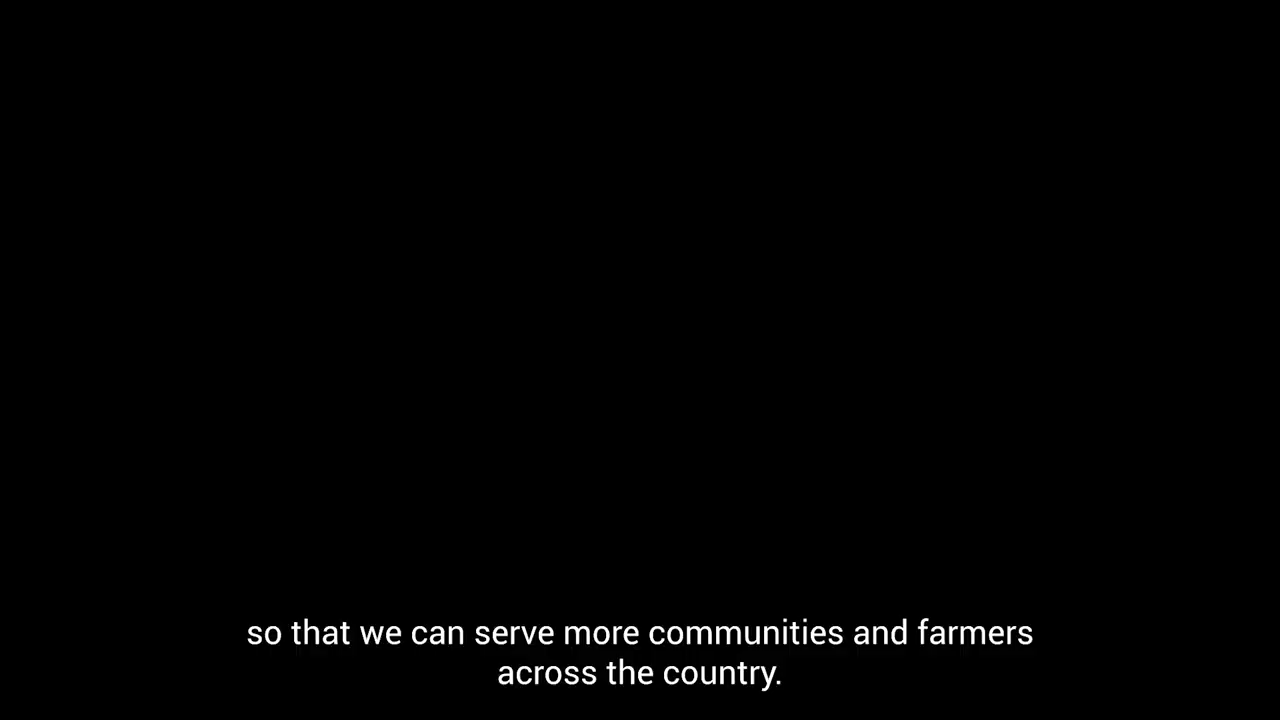 so that we can serve more communities and farmers
across the country.